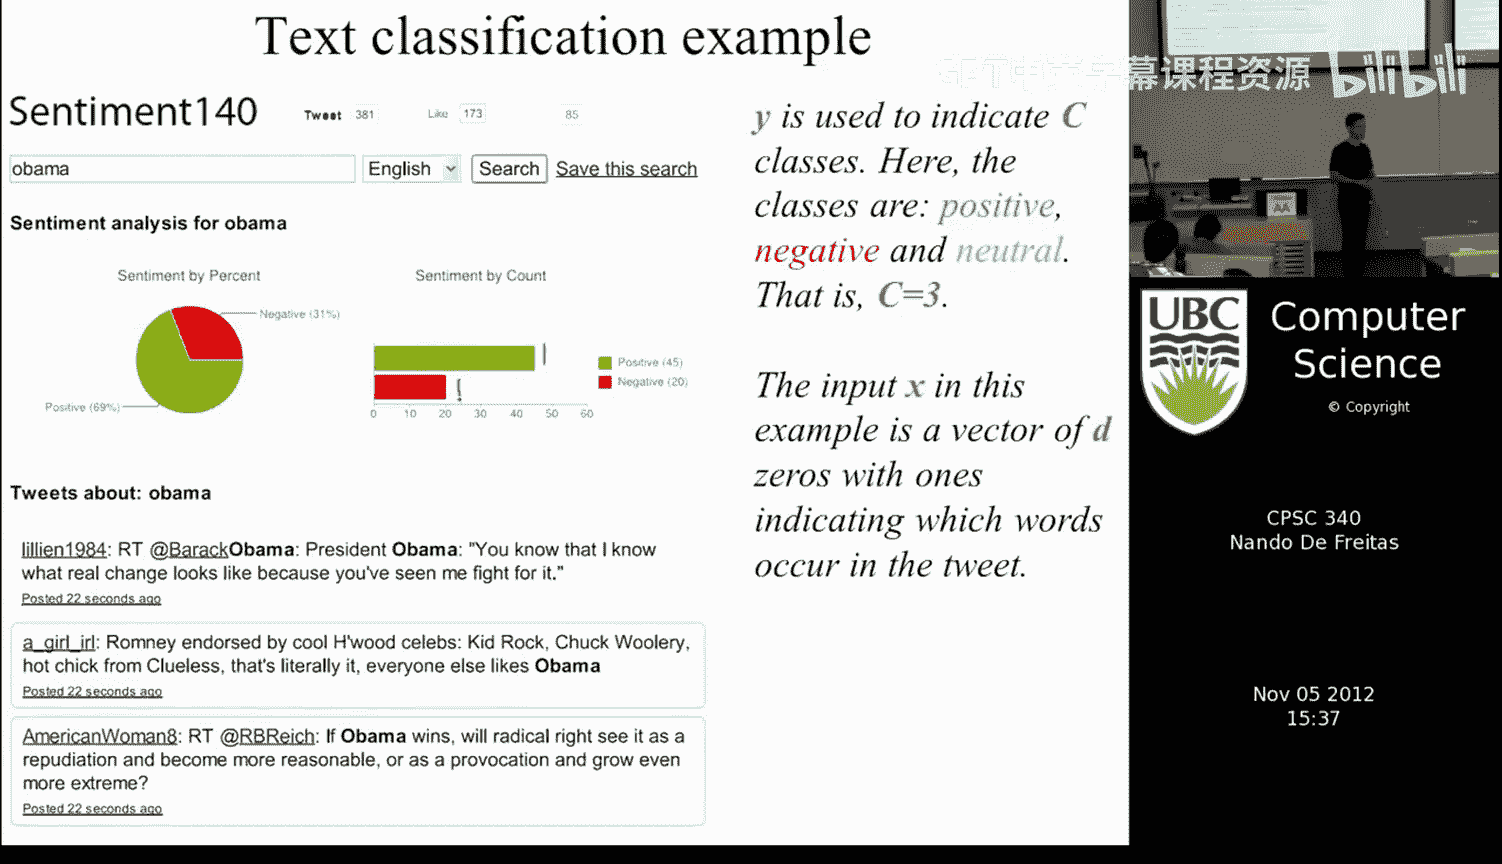 Text classification example
Sentiment140
Tweet 381 Like 173 85
obama English Search Save this search
Sentiment analysis for obama
Sentiment by Percent
Negative (31%)
Positive (69%)
Sentiment by Count
Positive (45)
Negative (20)
0 10 20 30 40 50 60
Tweets about: obama
lillien1984: RT @BarackObama: President Obama: "You know that I know
what real change looks like because you've seen me fight for it."
Posted 22 seconds ago
a_girl_irl: Romney endorsed by cool H'wood celebs: Kid Rock, Chuck Woolery,
hot chick from Clueless, that's literally it, everyone else likes Obama
Posted 22 seconds ago
AmericanWoman8: RT @RBReich: If Obama wins, will radical right see it as a
repudiation and become more reasonable, or as a provocation and grow even
more extreme?
Posted 22 seconds ago
y is used to indicate C
classes. Here, the
classes are: positive,
negative and neutral.
That is, C=3.
The input x in this
example is a vector of d
zeros with ones
indicating which words
occur in the tweet.
GPT中英字幕课程资源 bilibili
AA
UBC
Computer
Science
© Copyright
CPSC 340
Nando De Freitas
Nov 05 2012
15:37